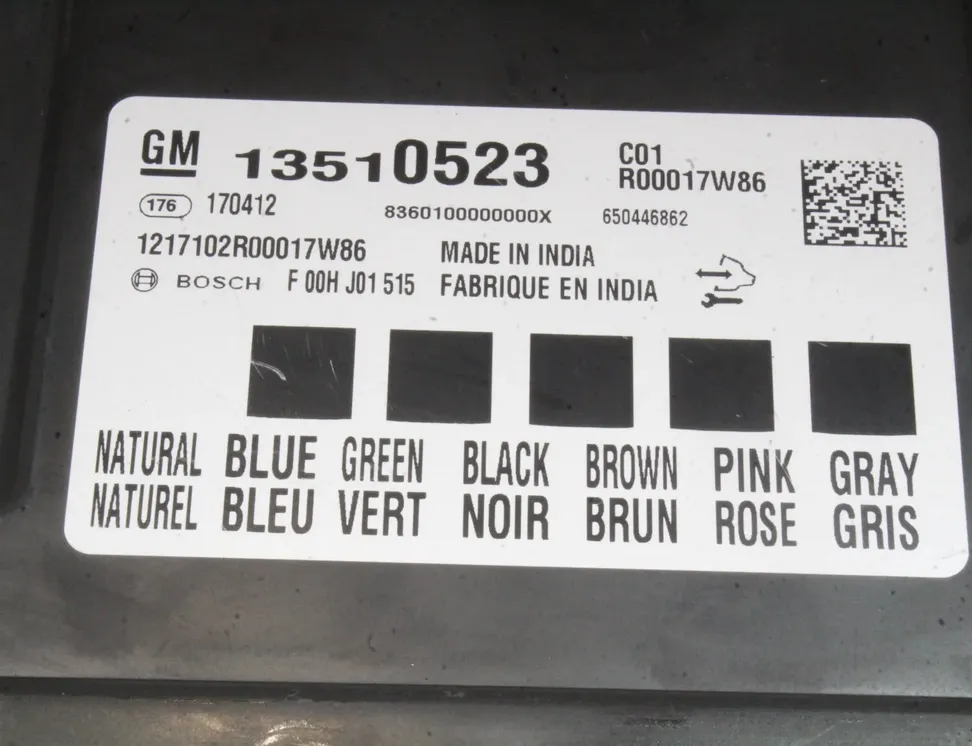 GM 13510523 C01
R00017W86
176 170412 8360100000000X 650446862
1217102R00017W86 MADE IN INDIA
BOSCH F 00H J01 515 FABRIQUE EN INDIA
NATURAL BLUE GREEN BLACK BROWN PINK GRAY
NATUREL BLEU VERT NOIR BRUN ROSE GRIS